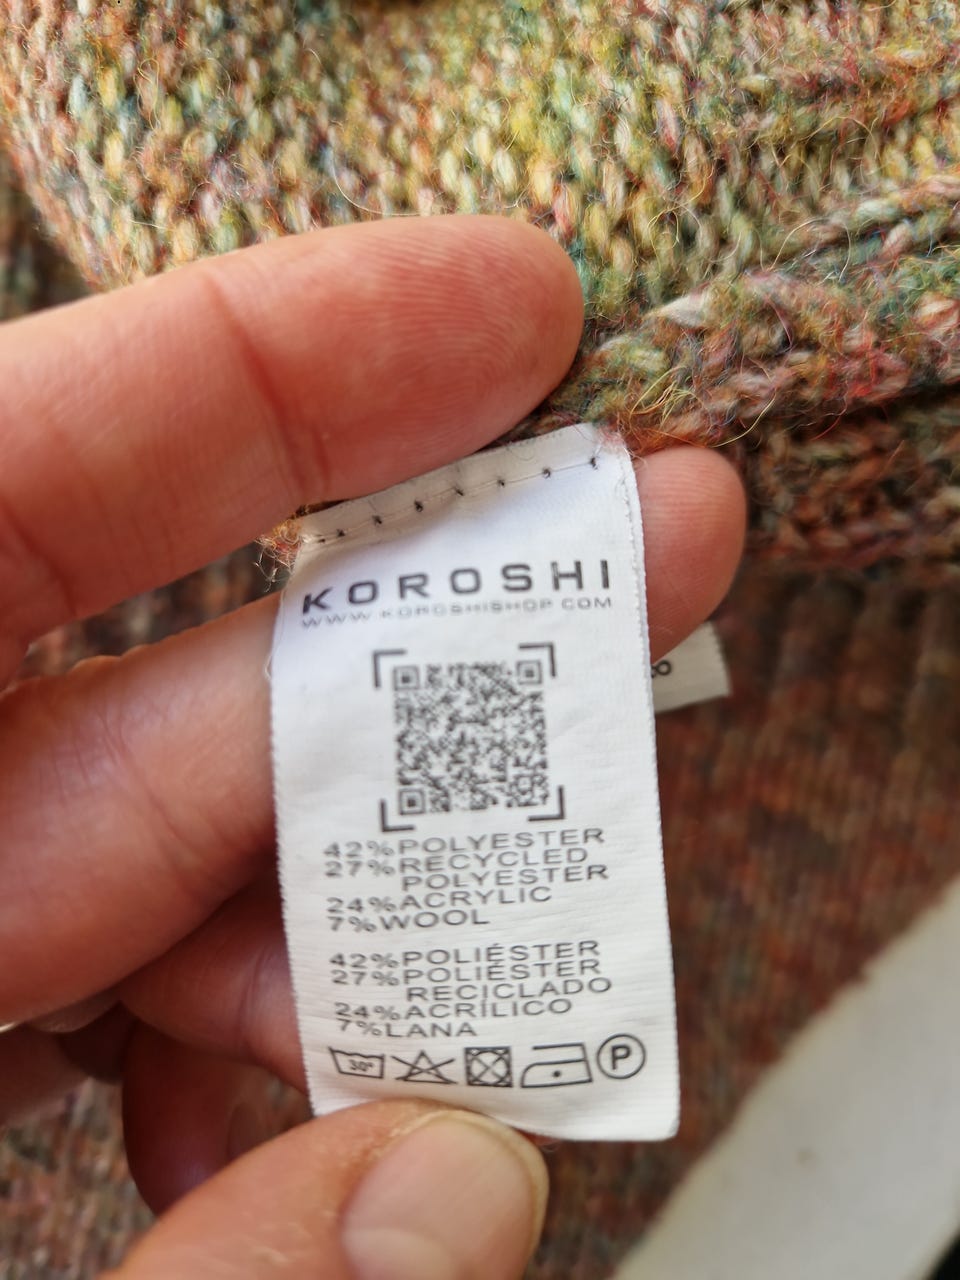 KOROSHI
WWW.KOROSHISHOP.COM
42%POLYESTER
27%RECYCLED
POLYESTER
24%ACRYLIC
7%WOOL
42%POLIÉSTER
27%POLIÉSTER
RECICLADO
24%ACRÍLICO
7%LANA
30° P
8